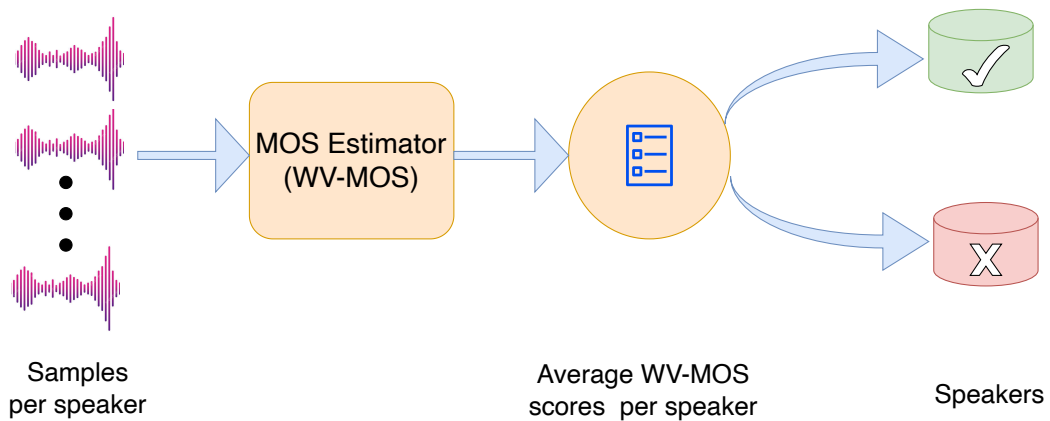 MOS Estimator
(WV-MOS)
X
Samples
per speaker
Average WV-MOS
scores per speaker
Speakers